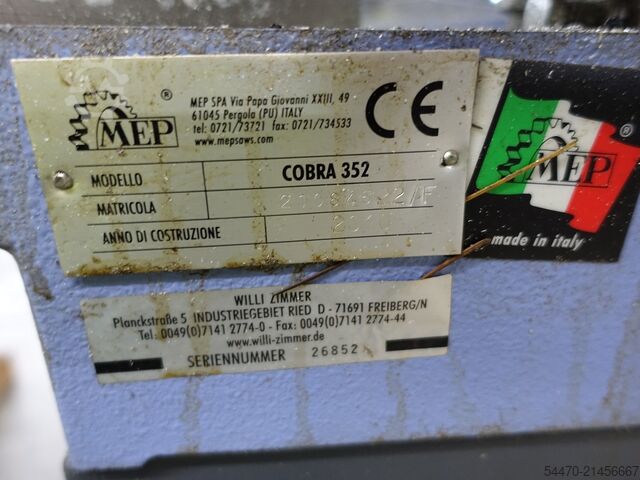 MEP ®
MEP SPA Via Papa Giovanni XXIII, 49
61045 Pergola (PU) ITALY
tel: 0721/73721 fax: 0721/734533
www.mepsaws.com
CE
MODELLO COBRA 352
MATRICOLA
ANNO DI COSTRUZIONE
MEP ®
made in italy
WILLI ZIMMER
Planckstraße 5 INDUSTRIEGEBIET RIED D - 71691 FREIBERG/N
Tel: 0049(0)7141 2774-0 - Fax: 0049(0)7141 2774-44
www.willi-zimmer.de
SERIENNUMMER 26852
54470-21456667